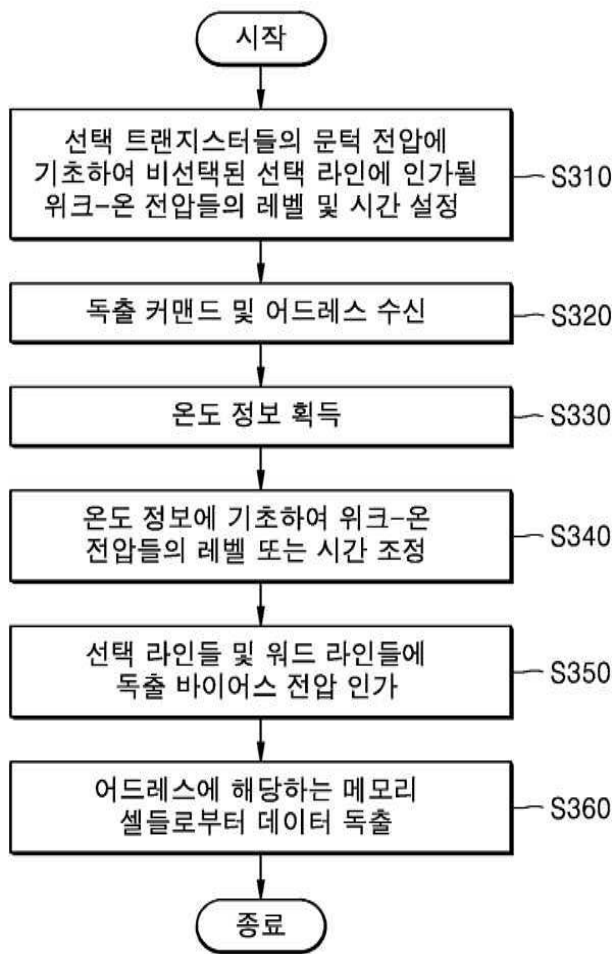 시작
선택 트랜지스터들의 문턱 전압에
기초하여 비선택된 선택 라인에 인가될
위크-온 전압들의 레벨 및 시간 설정
S310
독출 커맨드 및 어드레스 수신
S320
온도 정보 획득
S330
온도 정보에 기초하여 위크-온
전압들의 레벨 또는 시간 조정
S340
선택 라인들 및 워드 라인들에
독출 바이어스 전압 인가
S350
어드레스에 해당하는 메모리
셀들로부터 데이터 독출
S360
종료